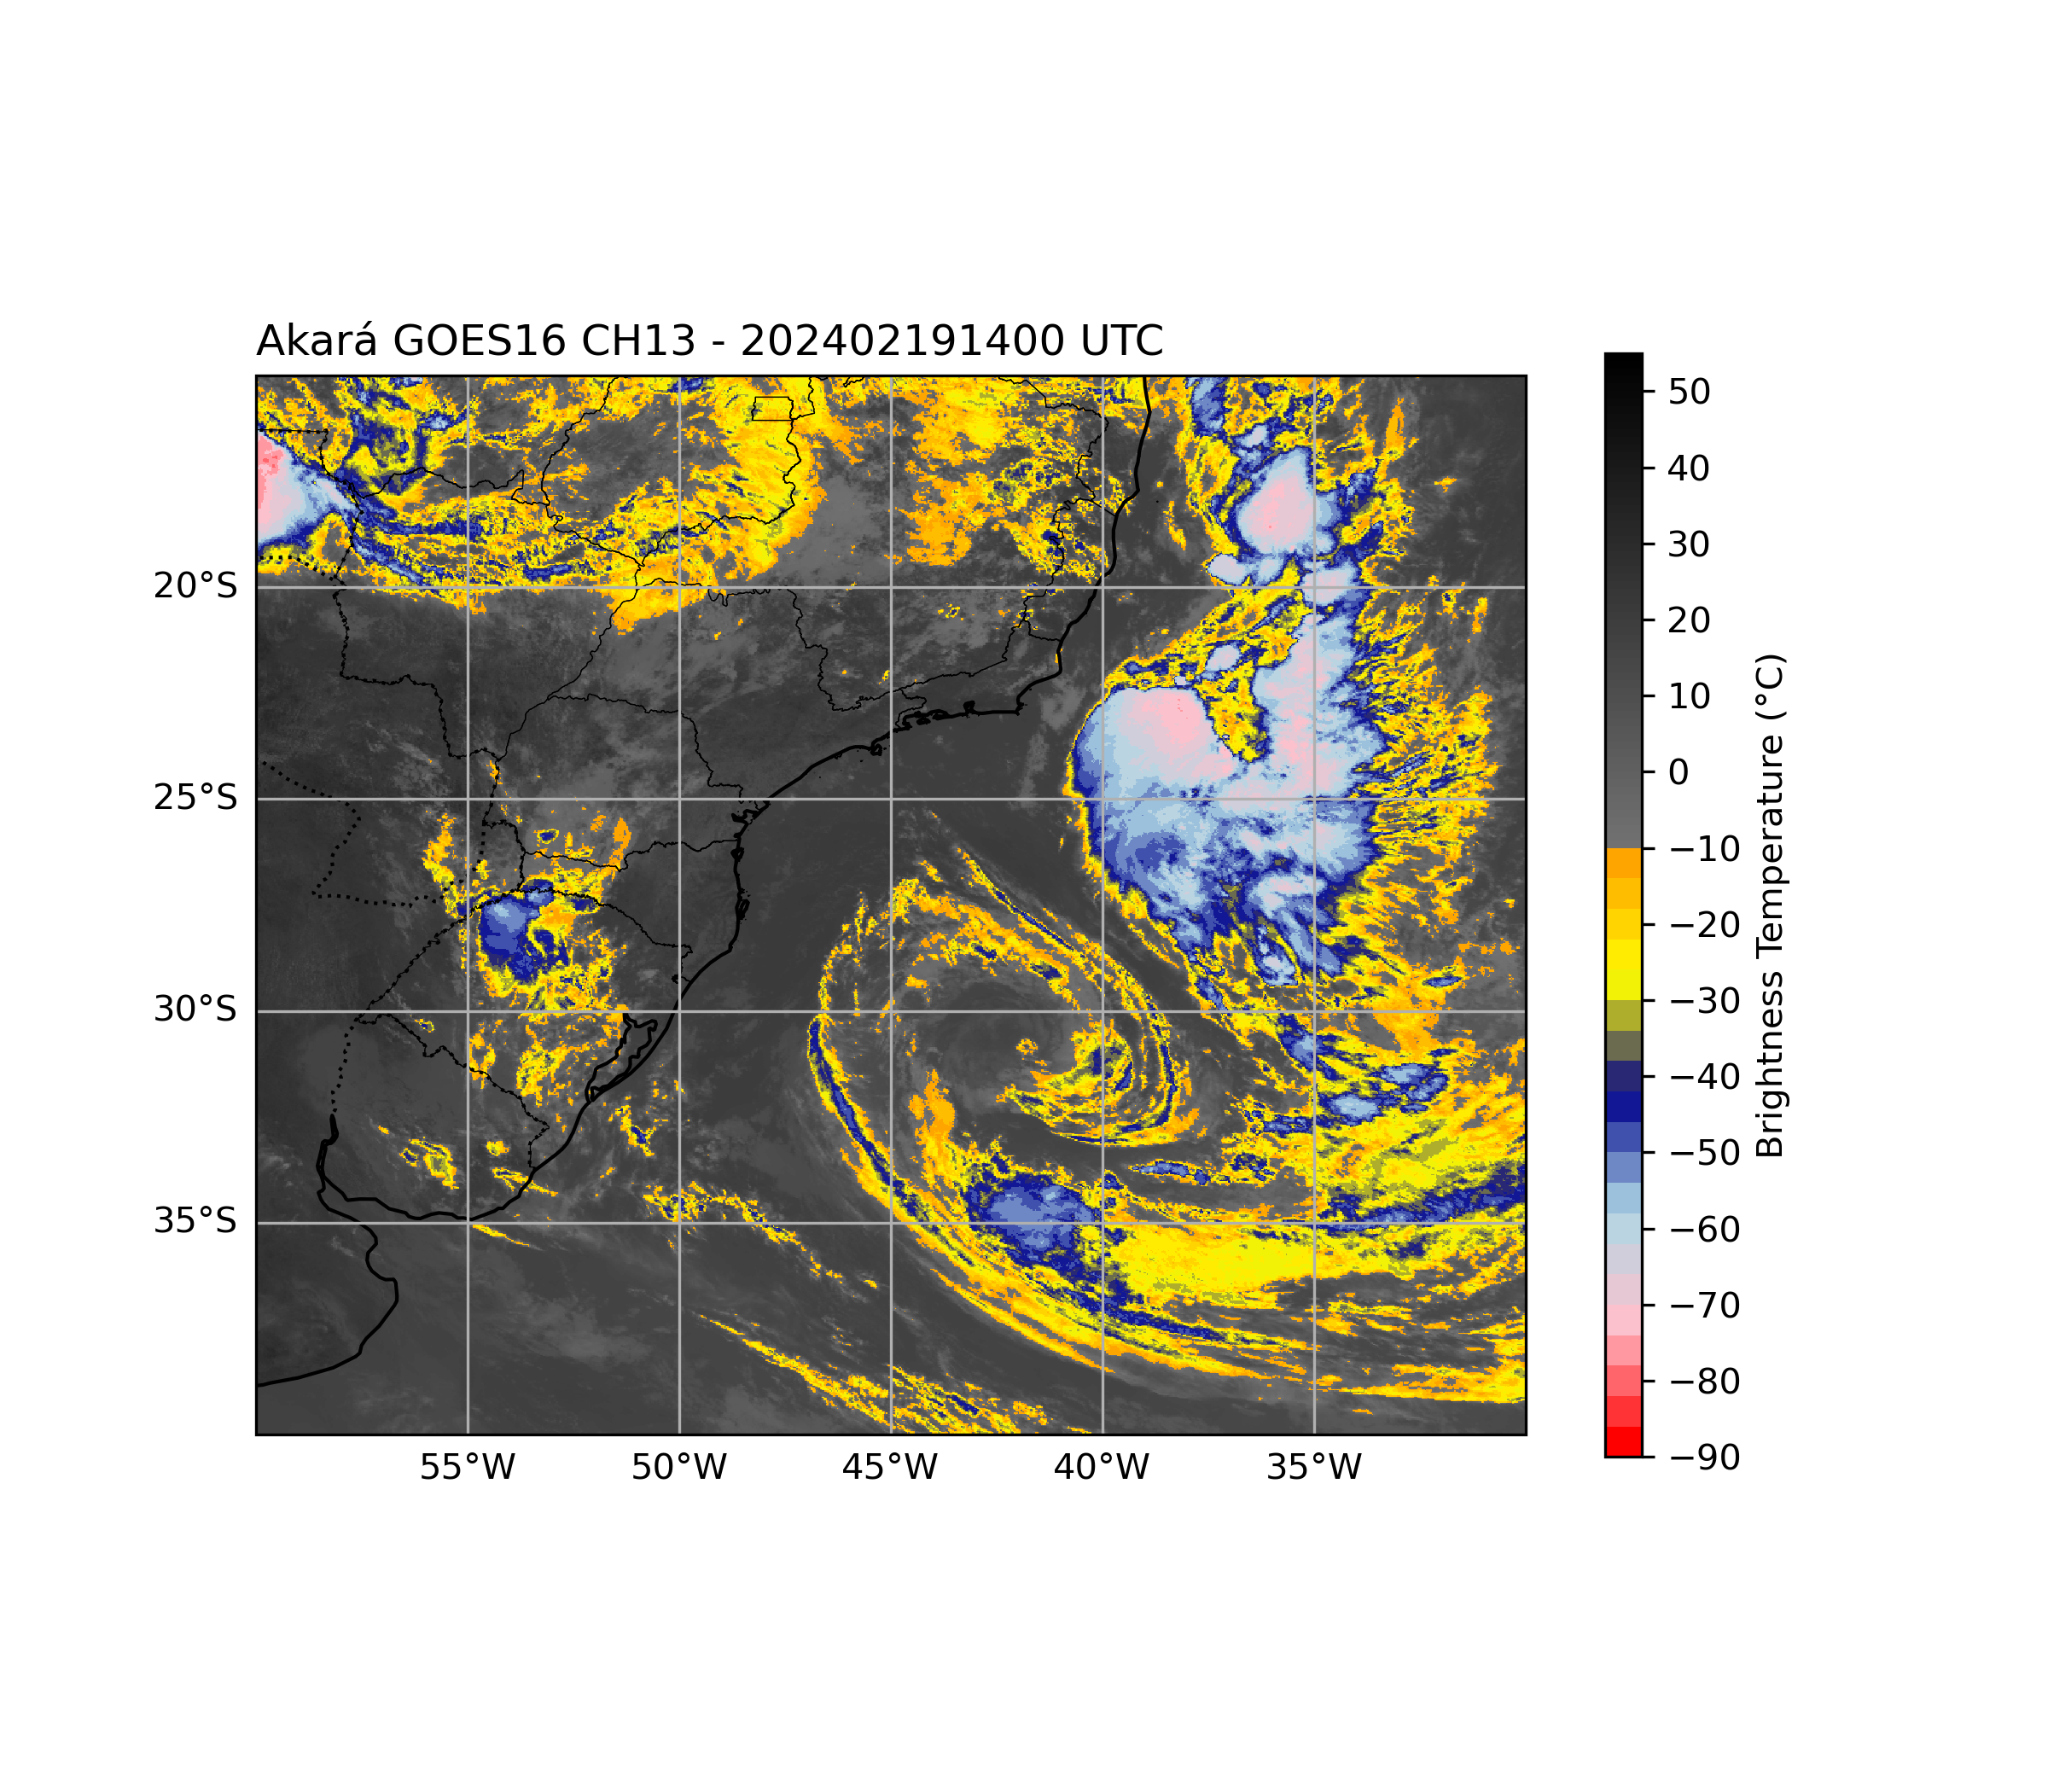 Akará GOES16 CH13 - 202402191400 UTC
20°S
25°S
30°S
35°S
55°W 50°W 45°W 40°W 35°W
50
40
30
20
10
0
−10
−20
−30
−40
−50
−60
−70
−80
−90
Brightness Temperature (°C)